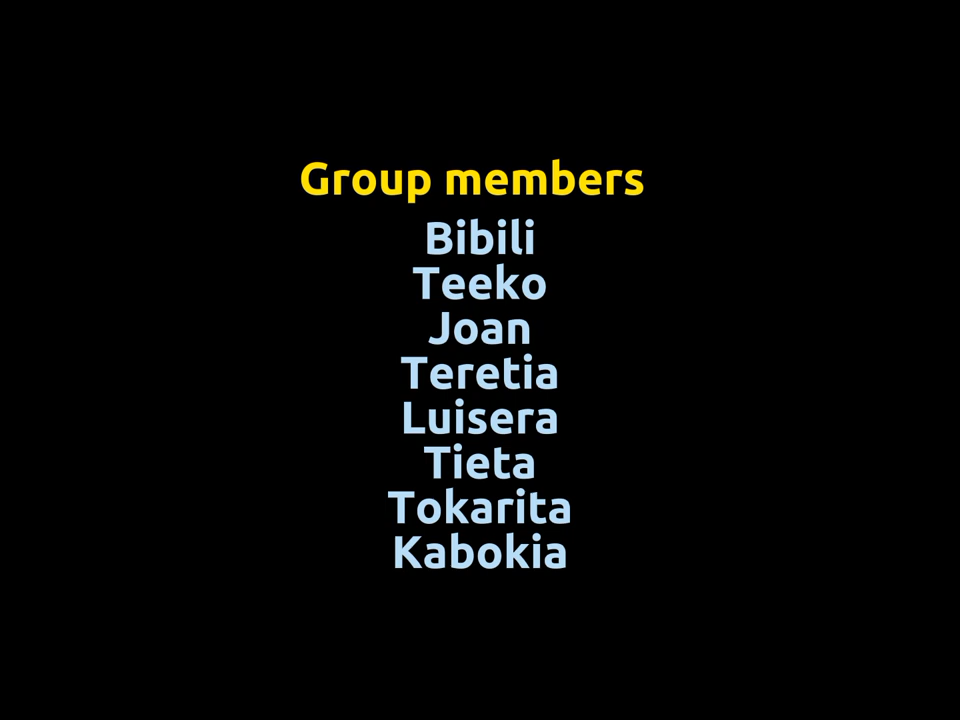 Group members
Bibili
Teeko
Joan
Teretia
Luisera
Tieta
Tokarita
Kabokia